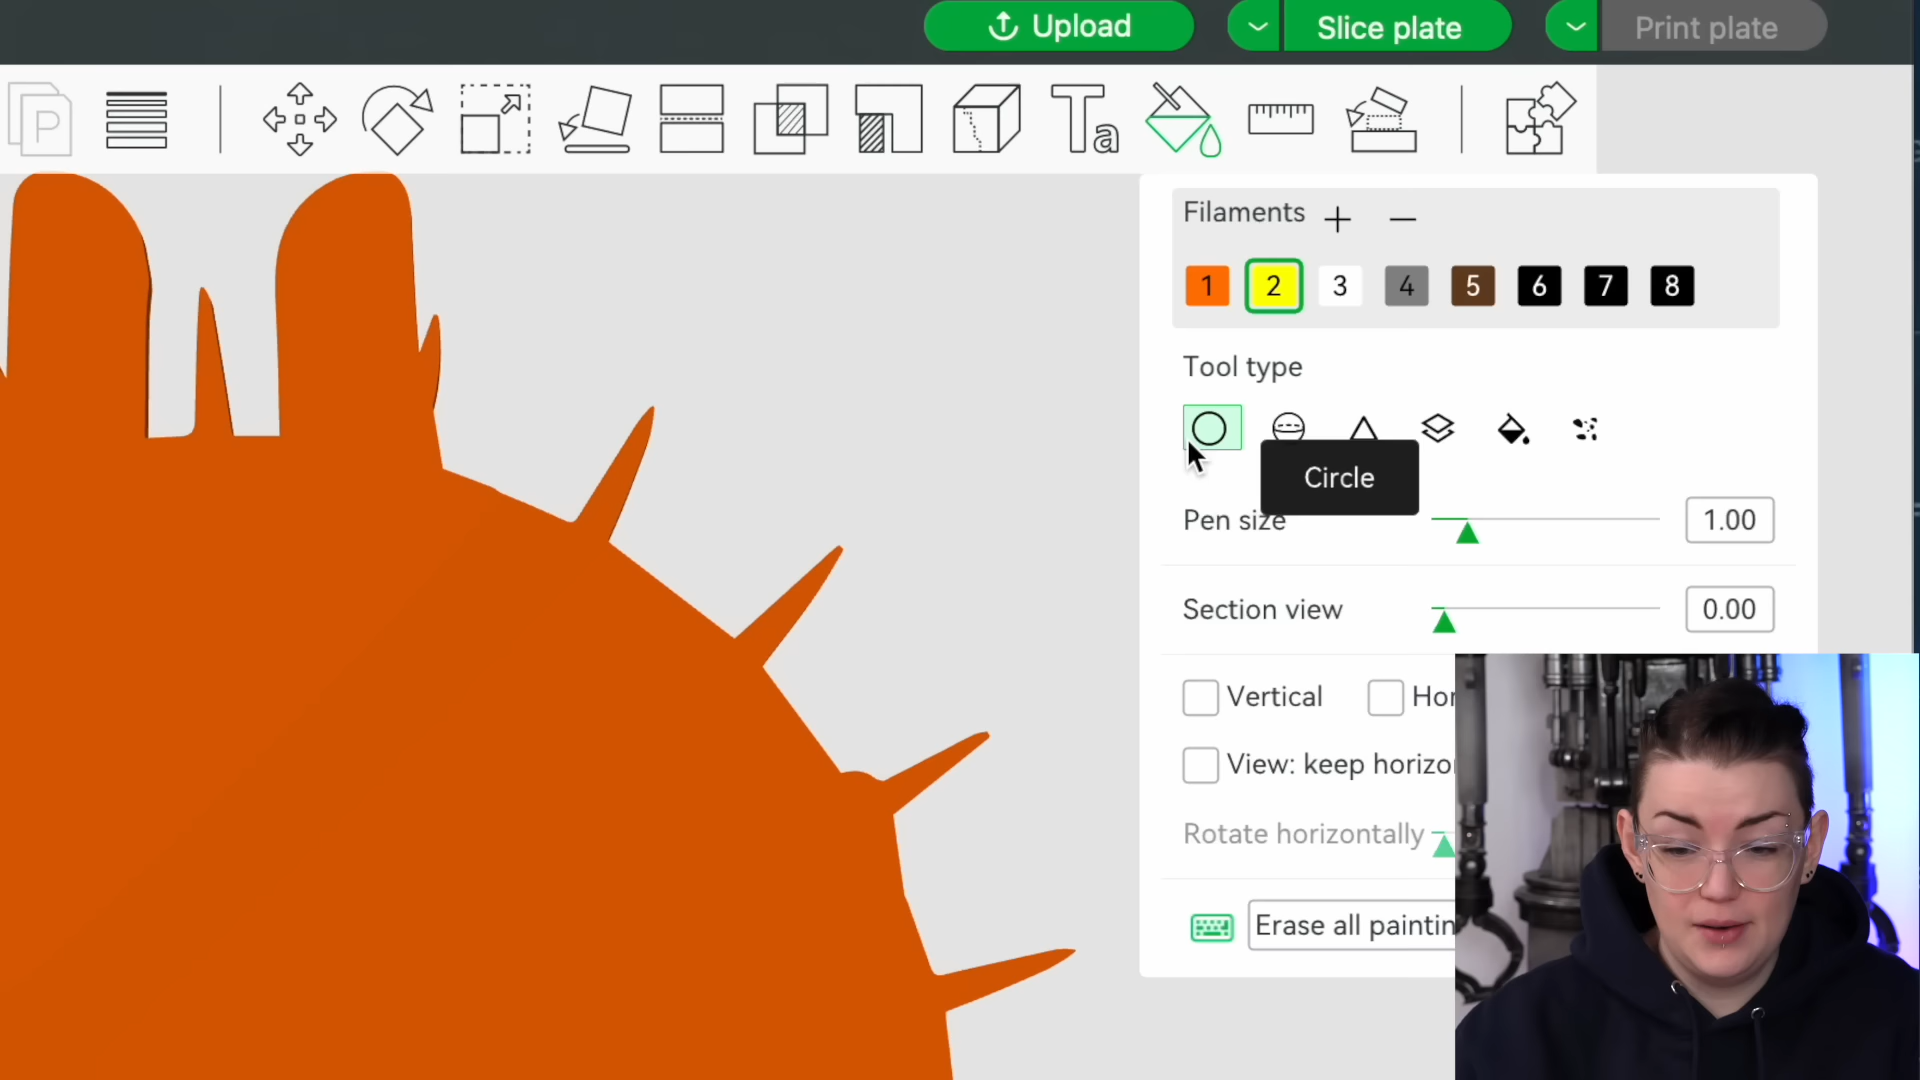 Upload
Slice plate
Print plate
P
Ta
Filaments + −
1 2 3 4 5 6 7 8
Tool type
Circle
Pen size 1.00
Section view 0.00
Vertical Hor
View: keep horizo
Rotate horizontally
Erase all paintin